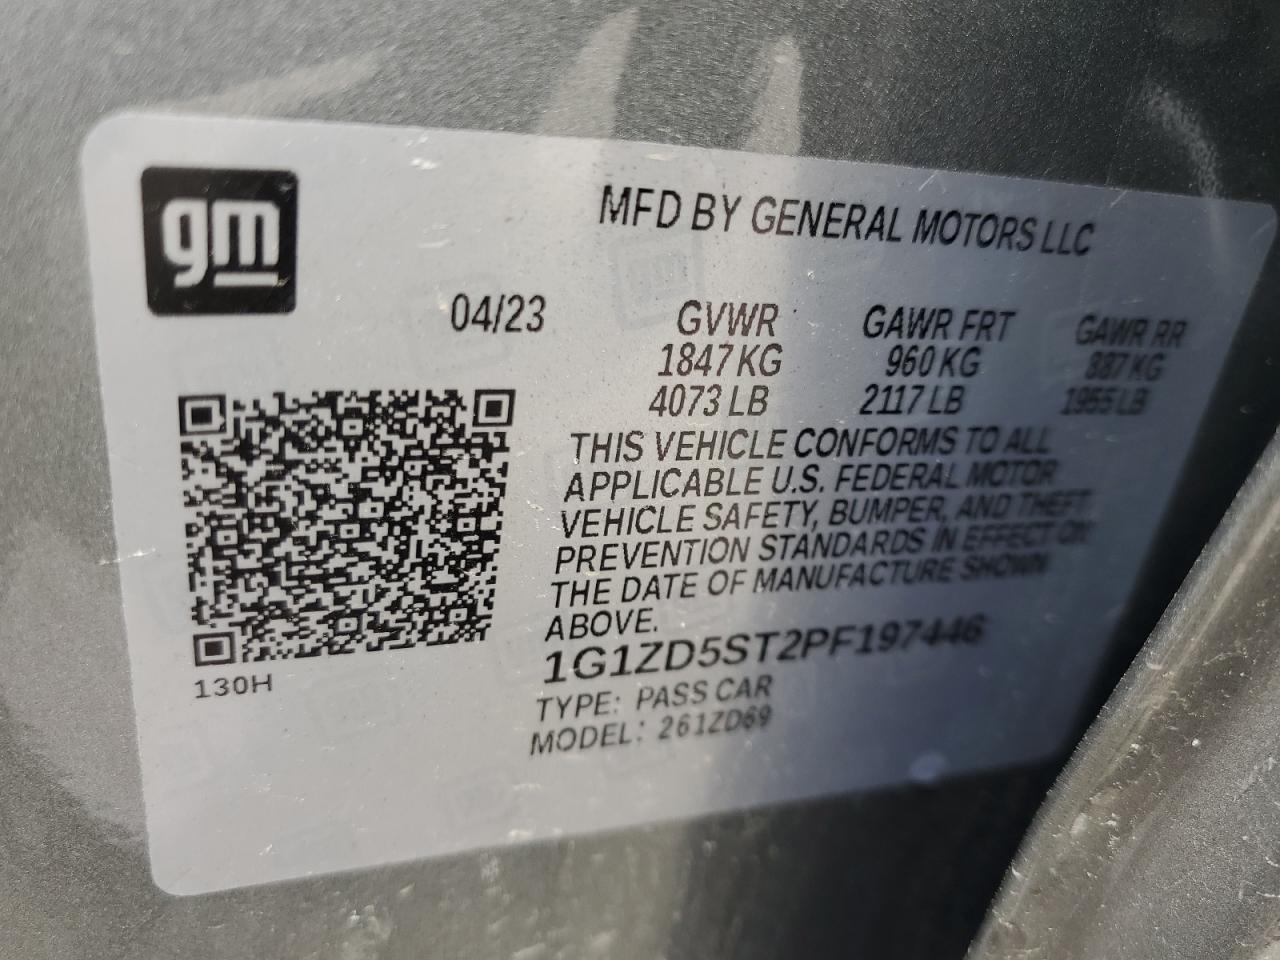 gm
MFD BY GENERAL MOTORS LLC
04/23 GVWR GAWR FRT GAWR RR
1847 KG 960 KG 887 KG
4073 LB 2117 LB 1955 LB
THIS VEHICLE CONFORMS TO ALL
APPLICABLE U.S. FEDERAL MOTOR
VEHICLE SAFETY, BUMPER, AND THEFT
PREVENTION STANDARDS IN EFFECT ON
THE DATE OF MANUFACTURE SHOWN
ABOVE.
1G1ZD5ST2PF197446
130H
TYPE: PASS CAR
MODEL: 261ZD69